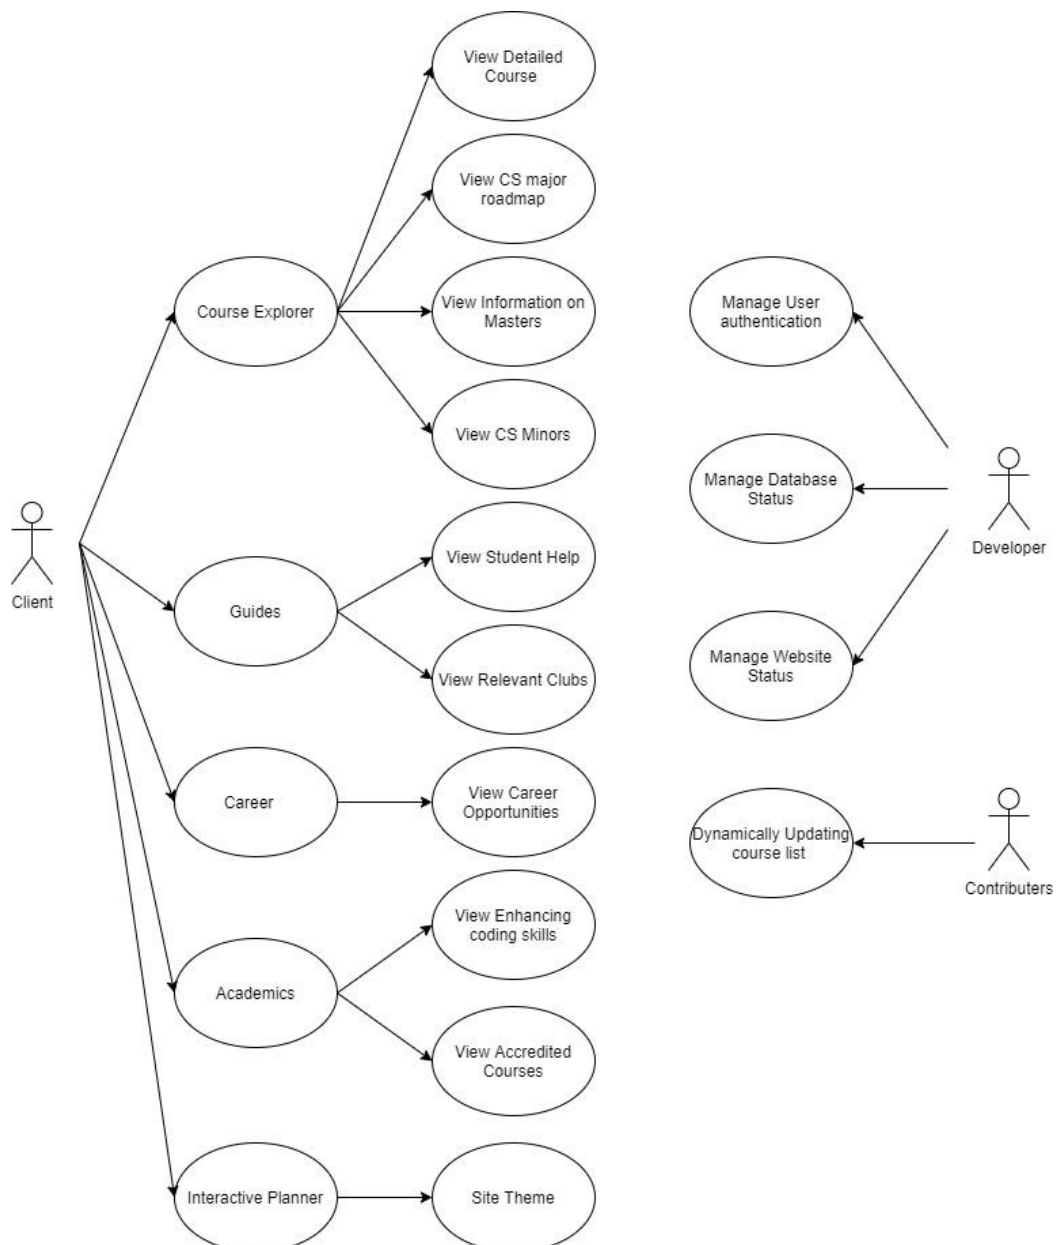 View Detailed
Course
View CS major
roadmap
Course Explorer
View Information on
Masters
View CS Minors
Client
Guides
View Student Help
View Relevant Clubs
Career
View Career
Opportunities
Academics
View Enhancing
coding skills
View Accredited
Courses
Interactive Planner
Site Theme
Manage User
authentication
Manage Database
Status
Developer
Manage Website
Status
Dynamically Updating
course list
Contributers